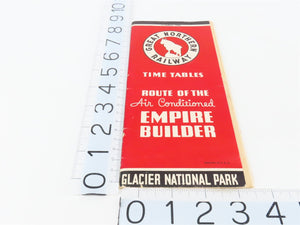 GREAT NORTHERN
RAILWAY
TIME TABLES
ROUTE OF THE
Air Conditioned
EMPIRE
BUILDER
GLACIER NATIONAL PARK
0 1 2 3 4 5 6 7 8 9 10
0 1 2 3 4